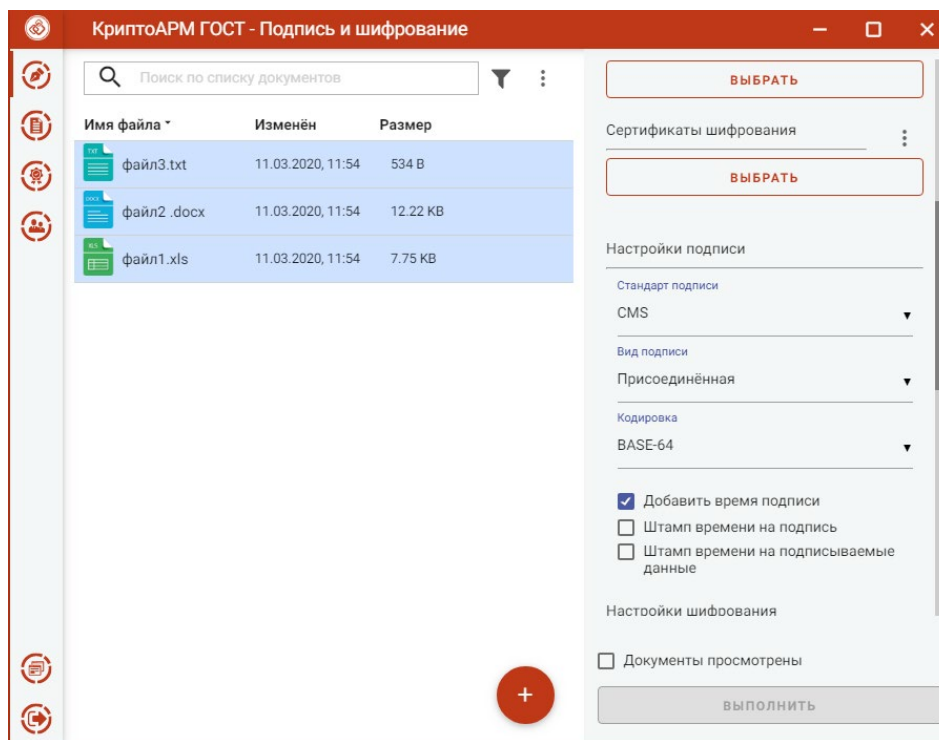 КриптоАРМ ГОСТ - Подпись и шифрование
Поиск по списку документов
Имя файла Изменён Размер
TXT
файл3.txt 11.03.2020, 11:54 534 B
DOCX
файл2 .docx 11.03.2020, 11:54 12.22 KB
XLS
файл1.xls 11.03.2020, 11:54 7.75 KB
+
ВЫБРАТЬ
Сертификаты шифрования
ВЫБРАТЬ
Настройки подписи
Стандарт подписи
CMS
Вид подписи
Присоединённая
Кодировка
BASE-64
Добавить время подписи
Штамп времени на подпись
Штамп времени на подписываемые
данные
Настройки шифрования
Документы просмотрены
ВЫПОЛНИТЬ